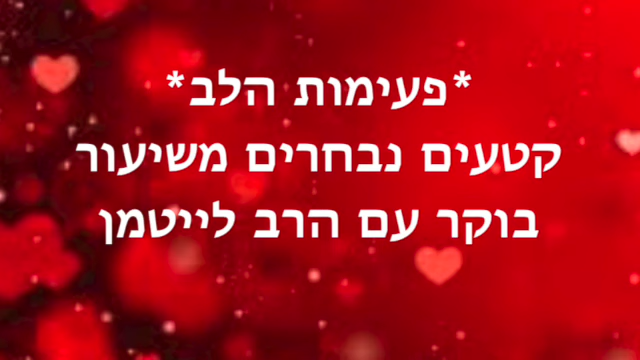 *פעימות הלב*
קטעים נבחרים משיעור
בוקר עם הרב לייטמן